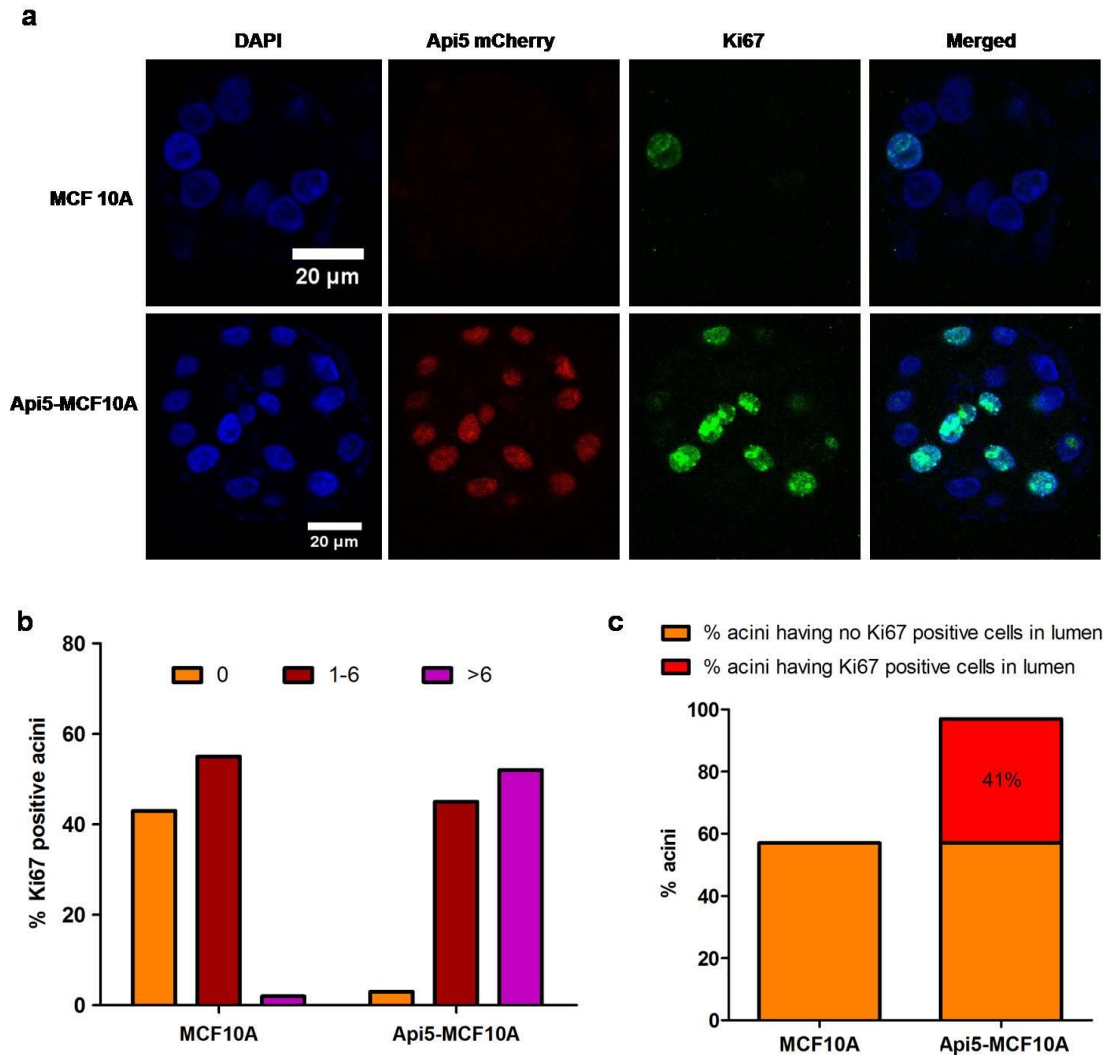 a
DAPI Api5 mCherry Ki67 Merged
MCF 10A
20 µm
Api5-MCF10A
20 µm
b
80
60
40
20
0
% Ki67 positive acini
0 1-6 >6
MCF10A Api5-MCF10A
c
% acini having no Ki67 positive cells in lumen
% acini having Ki67 positive cells in lumen
100
80
60
40
20
0
% acini
41%
MCF10A Api5-MCF10A